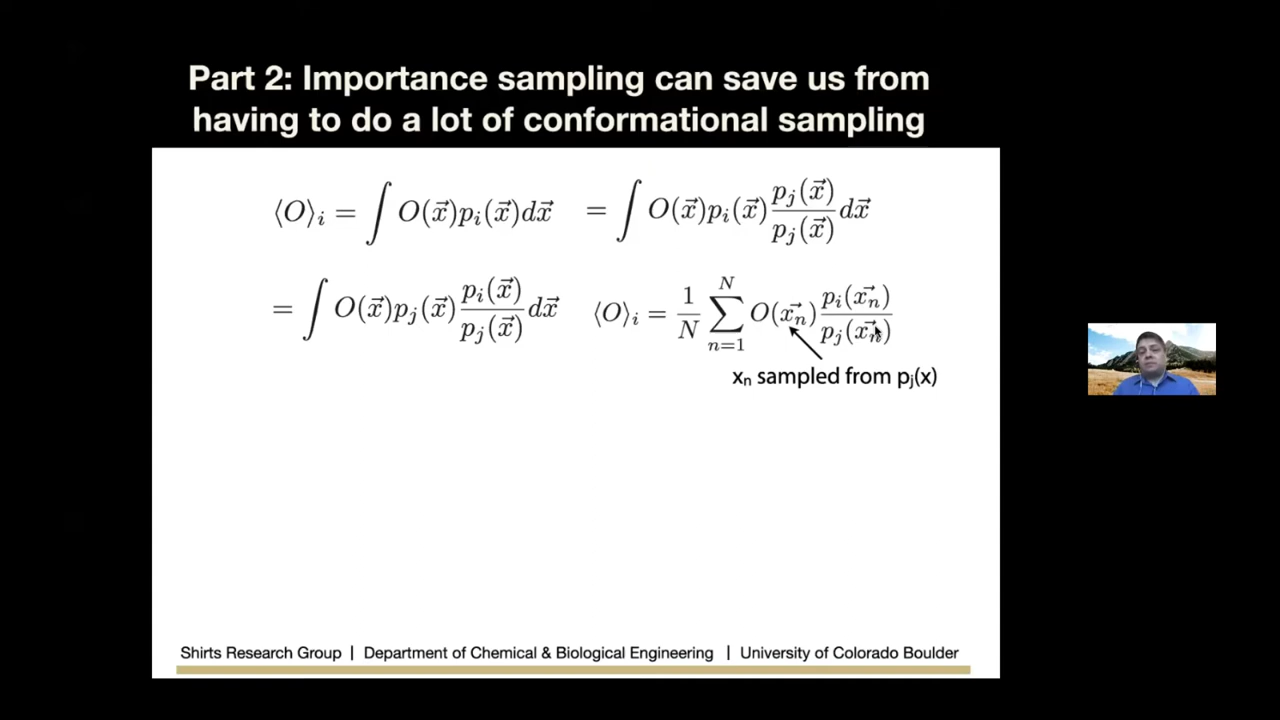 Part 2: Importance sampling can save us from
having to do a lot of conformational sampling
⟨O⟩ᵢ = ∫ O(x⃗)pᵢ(x⃗)dx⃗ = ∫ O(x⃗)pᵢ(x⃗) pⱼ(x⃗)/pⱼ(x⃗) dx⃗
= ∫ O(x⃗)pⱼ(x⃗) pᵢ(x⃗)/pⱼ(x⃗) dx⃗ ⟨O⟩ᵢ = 1/N ∑_{n=1}^{N} O(x⃗ₙ) pᵢ(x⃗ₙ)/pⱼ(x⃗ₙ)
xₙ sampled from pⱼ(x)
Shirts Research Group | Department of Chemical & Biological Engineering | University of Colorado Boulder